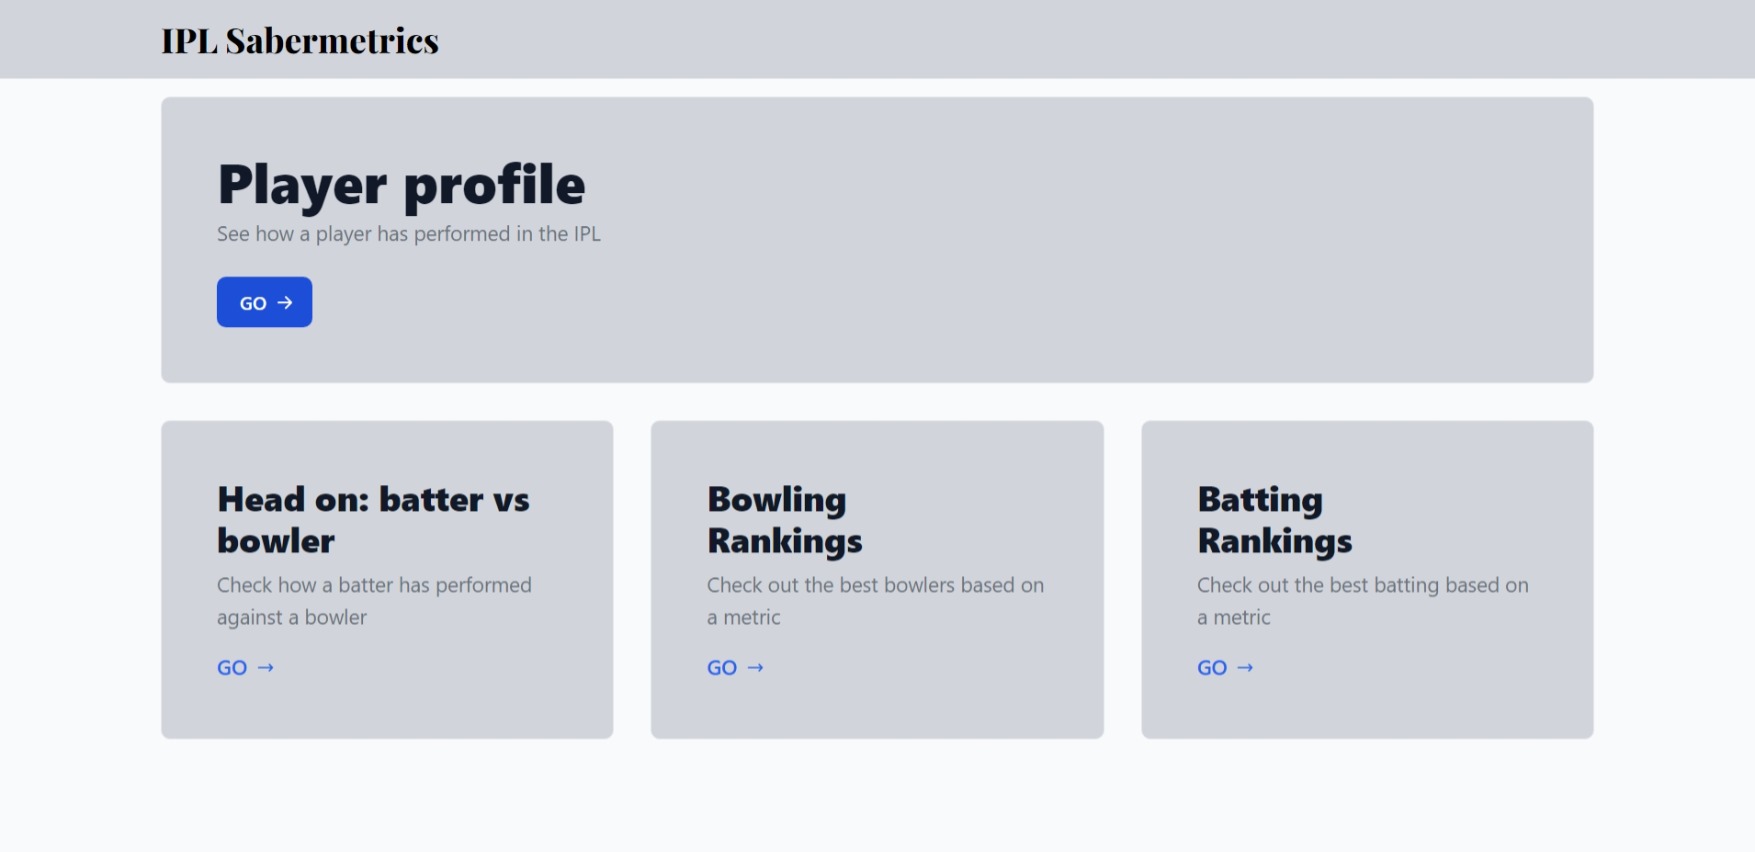 IPL Sabermetrics
Player profile
See how a player has performed in the IPL
GO →
Head on: batter vs
bowler
Check how a batter has performed
against a bowler
GO →
Bowling
Rankings
Check out the best bowlers based on
a metric
GO →
Batting
Rankings
Check out the best batting based on
a metric
GO →